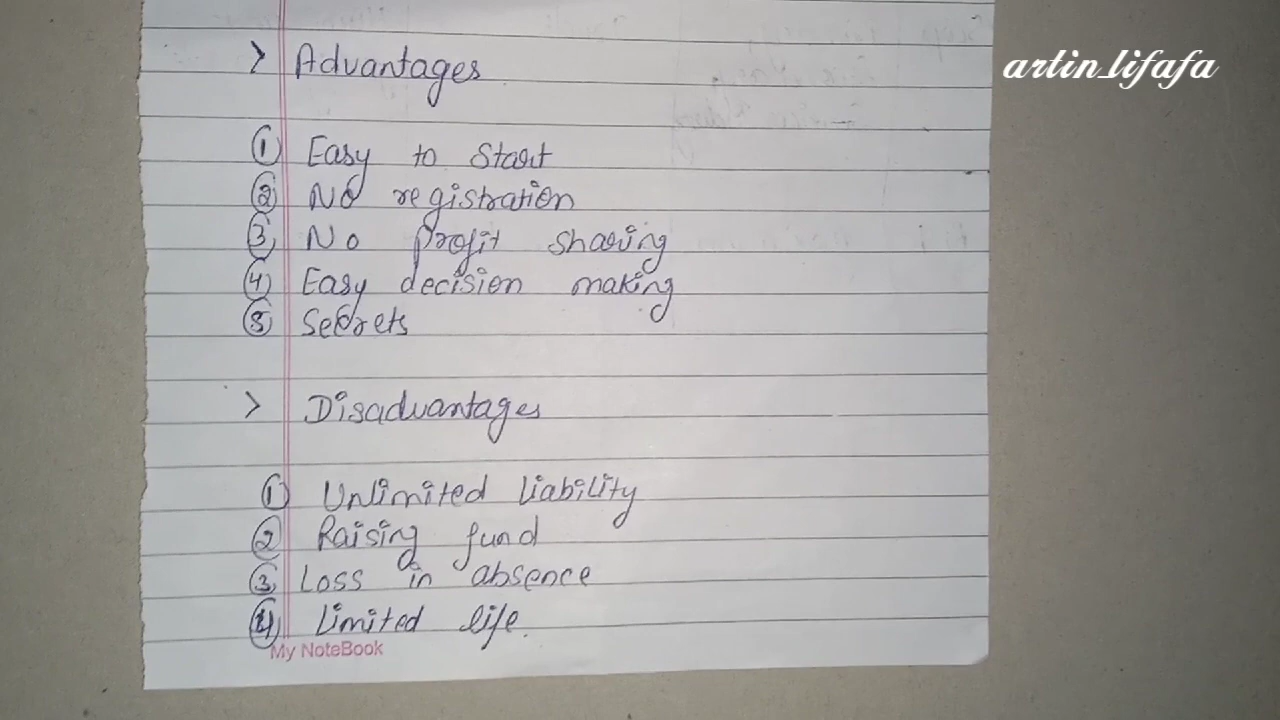 > Advantages
artin_lifafa
① Easy to Start
② No registration
③ No profit sharing
④ Easy decision making
⑤ Secrets
> Disadvantages
① Unlimited liability
② Raising fund
③ Loss in absence
④ Limited life.
My NoteBook